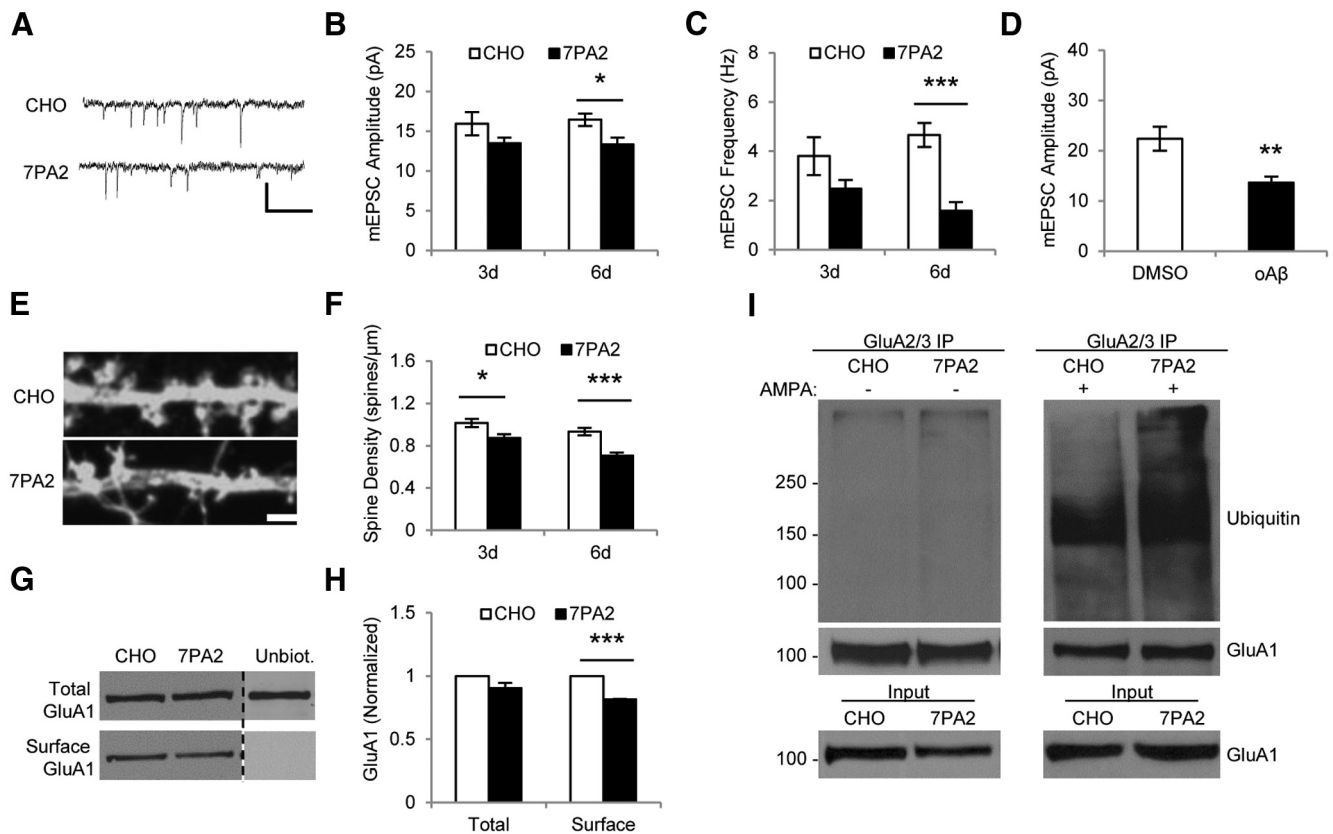 A
CHO
7PA2
B
mEPSC Amplitude (pA)
25
20
15
10
5
0
CHO 7PA2
*
3d 6d
C
mEPSC Frequency (Hz)
8
6
4
2
0
CHO 7PA2
***
3d 6d
D
mEPSC Amplitude (pA)
40
30
20
10
0
**
DMSO oAβ
E
CHO
7PA2
F
Spine Density (spines/µm)
1.6
1.2
0.8
0.4
0
CHO 7PA2
* ***
3d 6d
G
CHO 7PA2 Unbiot.
Total
GluA1
Surface
GluA1
H
GluA1 (Normalized)
1.5
1
0.5
0
CHO 7PA2
***
Total Surface
I
GluA2/3 IP GluA2/3 IP
CHO 7PA2 CHO 7PA2
AMPA: - - + +
250 -
150 -
100 -
Ubiquitin
100 -
GluA1
Input Input
CHO 7PA2 CHO 7PA2
100 -
GluA1